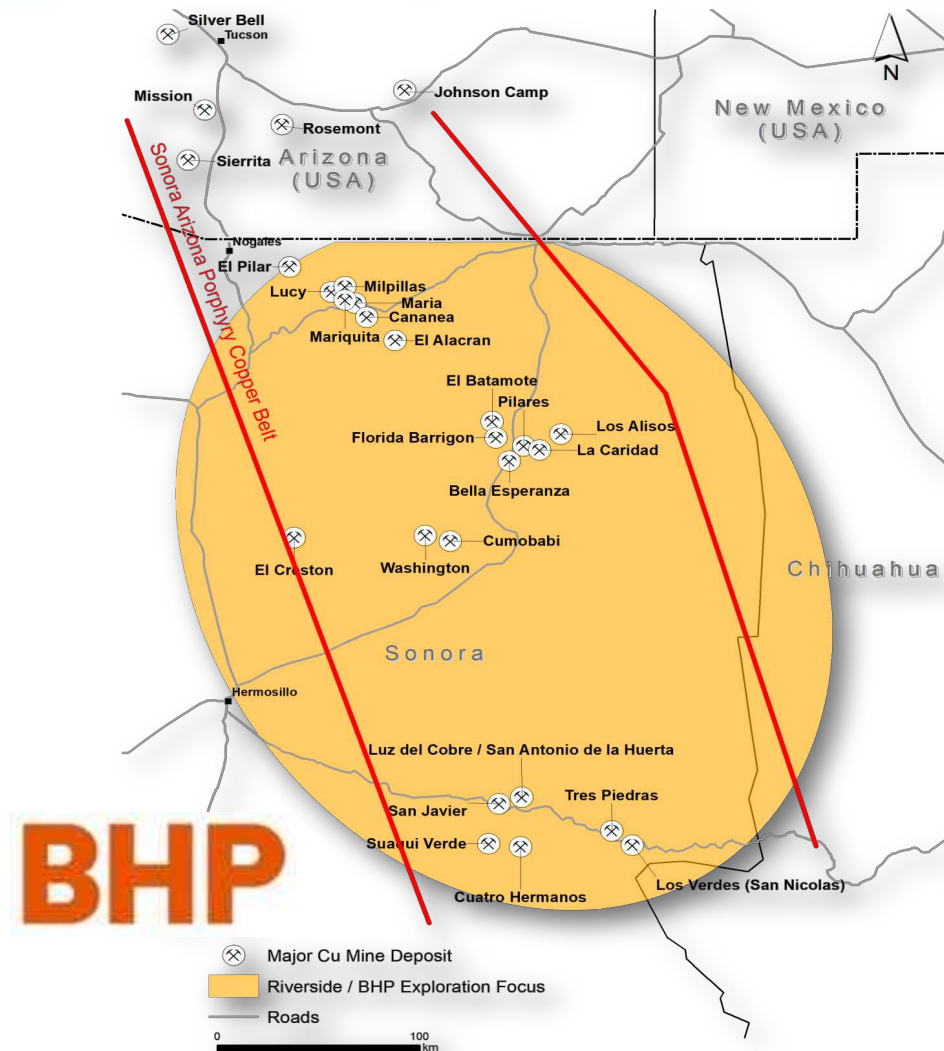 Silver Bell
Tucson
Johnson Camp
Mission
Rosemont
Sierrita
Arizona
(USA)
New Mexico
(USA)
N
Sonora Arizona Porphyry Copper Belt
Nogales
El Pilar
Milpillas
Lucy
Maria
Cananea
Mariquita
El Alacran
El Batamote
Pilares
Florida Barrigon
Los Alisos
La Caridad
Bella Esperanza
El Creston
Washington
Cumobabi
Chihuahua
Sonora
Hermosillo
Luz del Cobre / San Antonio de la Huerta
San Javier
Tres Piedras
Suaqui Verde
Cuatro Hermanos
Los Verdes (San Nicolas)
BHP
Major Cu Mine Deposit
Riverside / BHP Exploration Focus
Roads
0 100
km